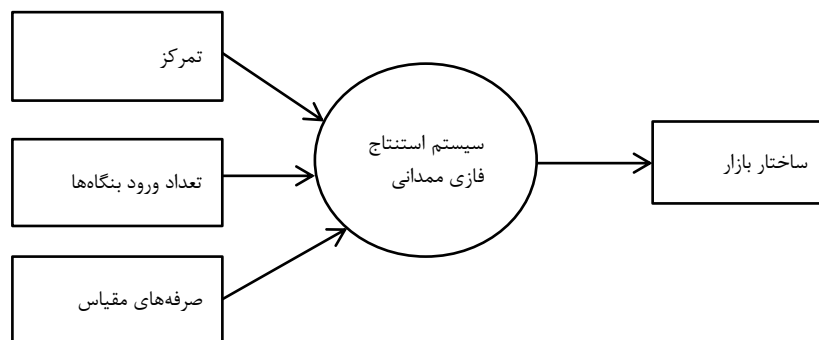 تمرکز
تعداد ورود بنگاه‌ها
صرفه‌های مقیاس
سیستم استنتاج
فازی ممدانی
ساختار بازار